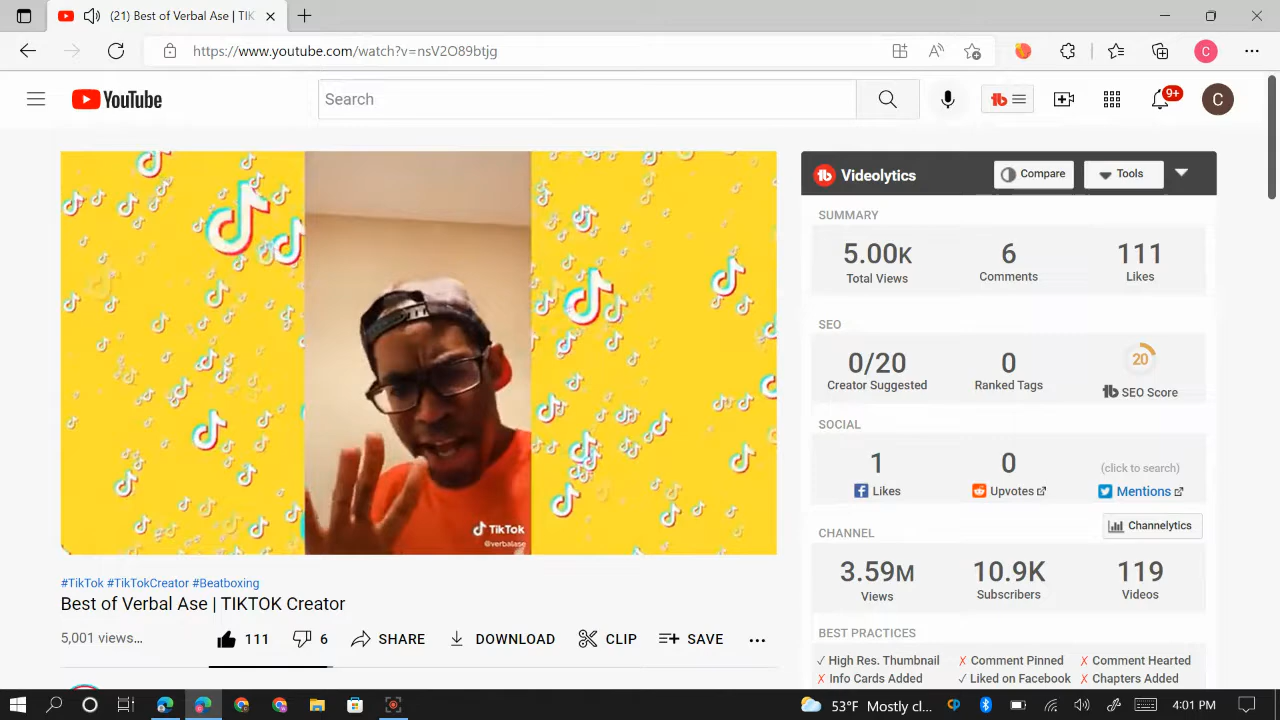 (21) Best of Verbal Ase | TIK
https://www.youtube.com/watch?v=nsV2O89btjg
C
YouTube
Search
9+
C
TikTok
@verbalase
#TikTok #TikTokCreator #Beatboxing
Best of Verbal Ase | TIKTOK Creator
5,001 views...
111
6
SHARE
DOWNLOAD
CLIP
SAVE
Videolytics
Compare
Tools
SUMMARY
5.00K
6
111
Total Views
Comments
Likes
SEO
0/20
0
20
Creator Suggested
Ranked Tags
SEO Score
SOCIAL
1
0
(click to search)
Likes
Upvotes
Mentions
Channelytics
CHANNEL
3.59M
10.9K
119
Views
Subscribers
Videos
BEST PRACTICES
✓ High Res. Thumbnail
✗ Comment Pinned
✗ Comment Hearted
✗ Info Cards Added
✓ Liked on Facebook
✗ Chapters Added
53°F Mostly cl...
4:01 PM